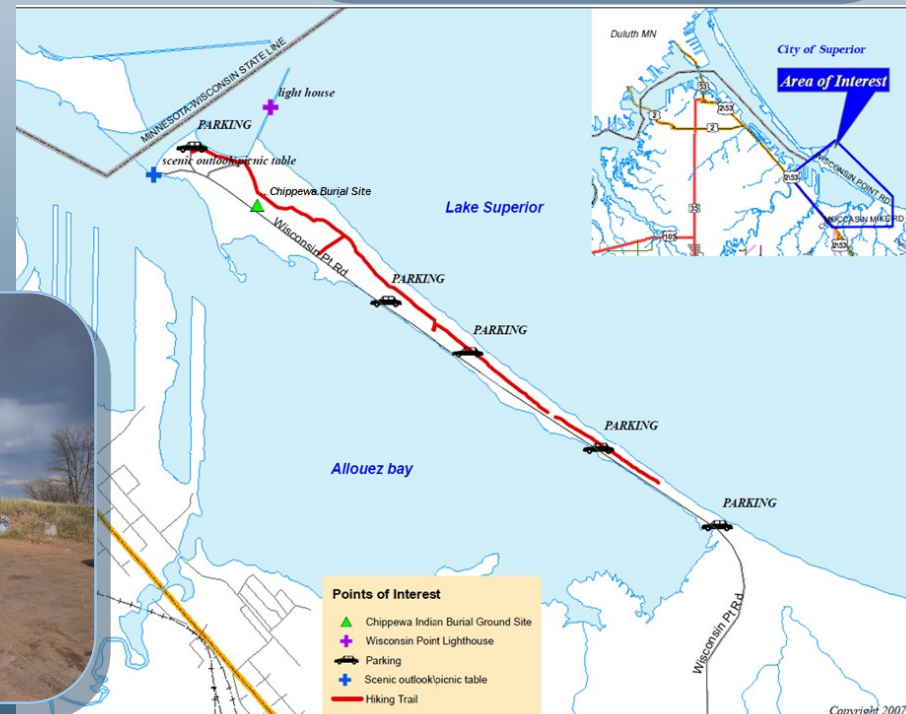 MINNESOTA-WISCONSIN STATE LINE
light house
PARKING
scenic outlook\picnic table
Chippewa Burial Site
Wisconsin Pt Rd
Lake Superior
PARKING
PARKING
PARKING
PARKING
Allouez bay
Wisconsin Pt Rd
Duluth MN
City of Superior
Area of Interest
53
2
2\53
2
2\53
35
105
WISCONSIN POINT RD
MOCCASIN MIKE RD
2\53
Points of Interest
Chippewa Indian Burial Ground Site
Wisconsin Point Lighthouse
Parking
Scenic outlook\picnic table
Hiking Trail
Copyright 2007